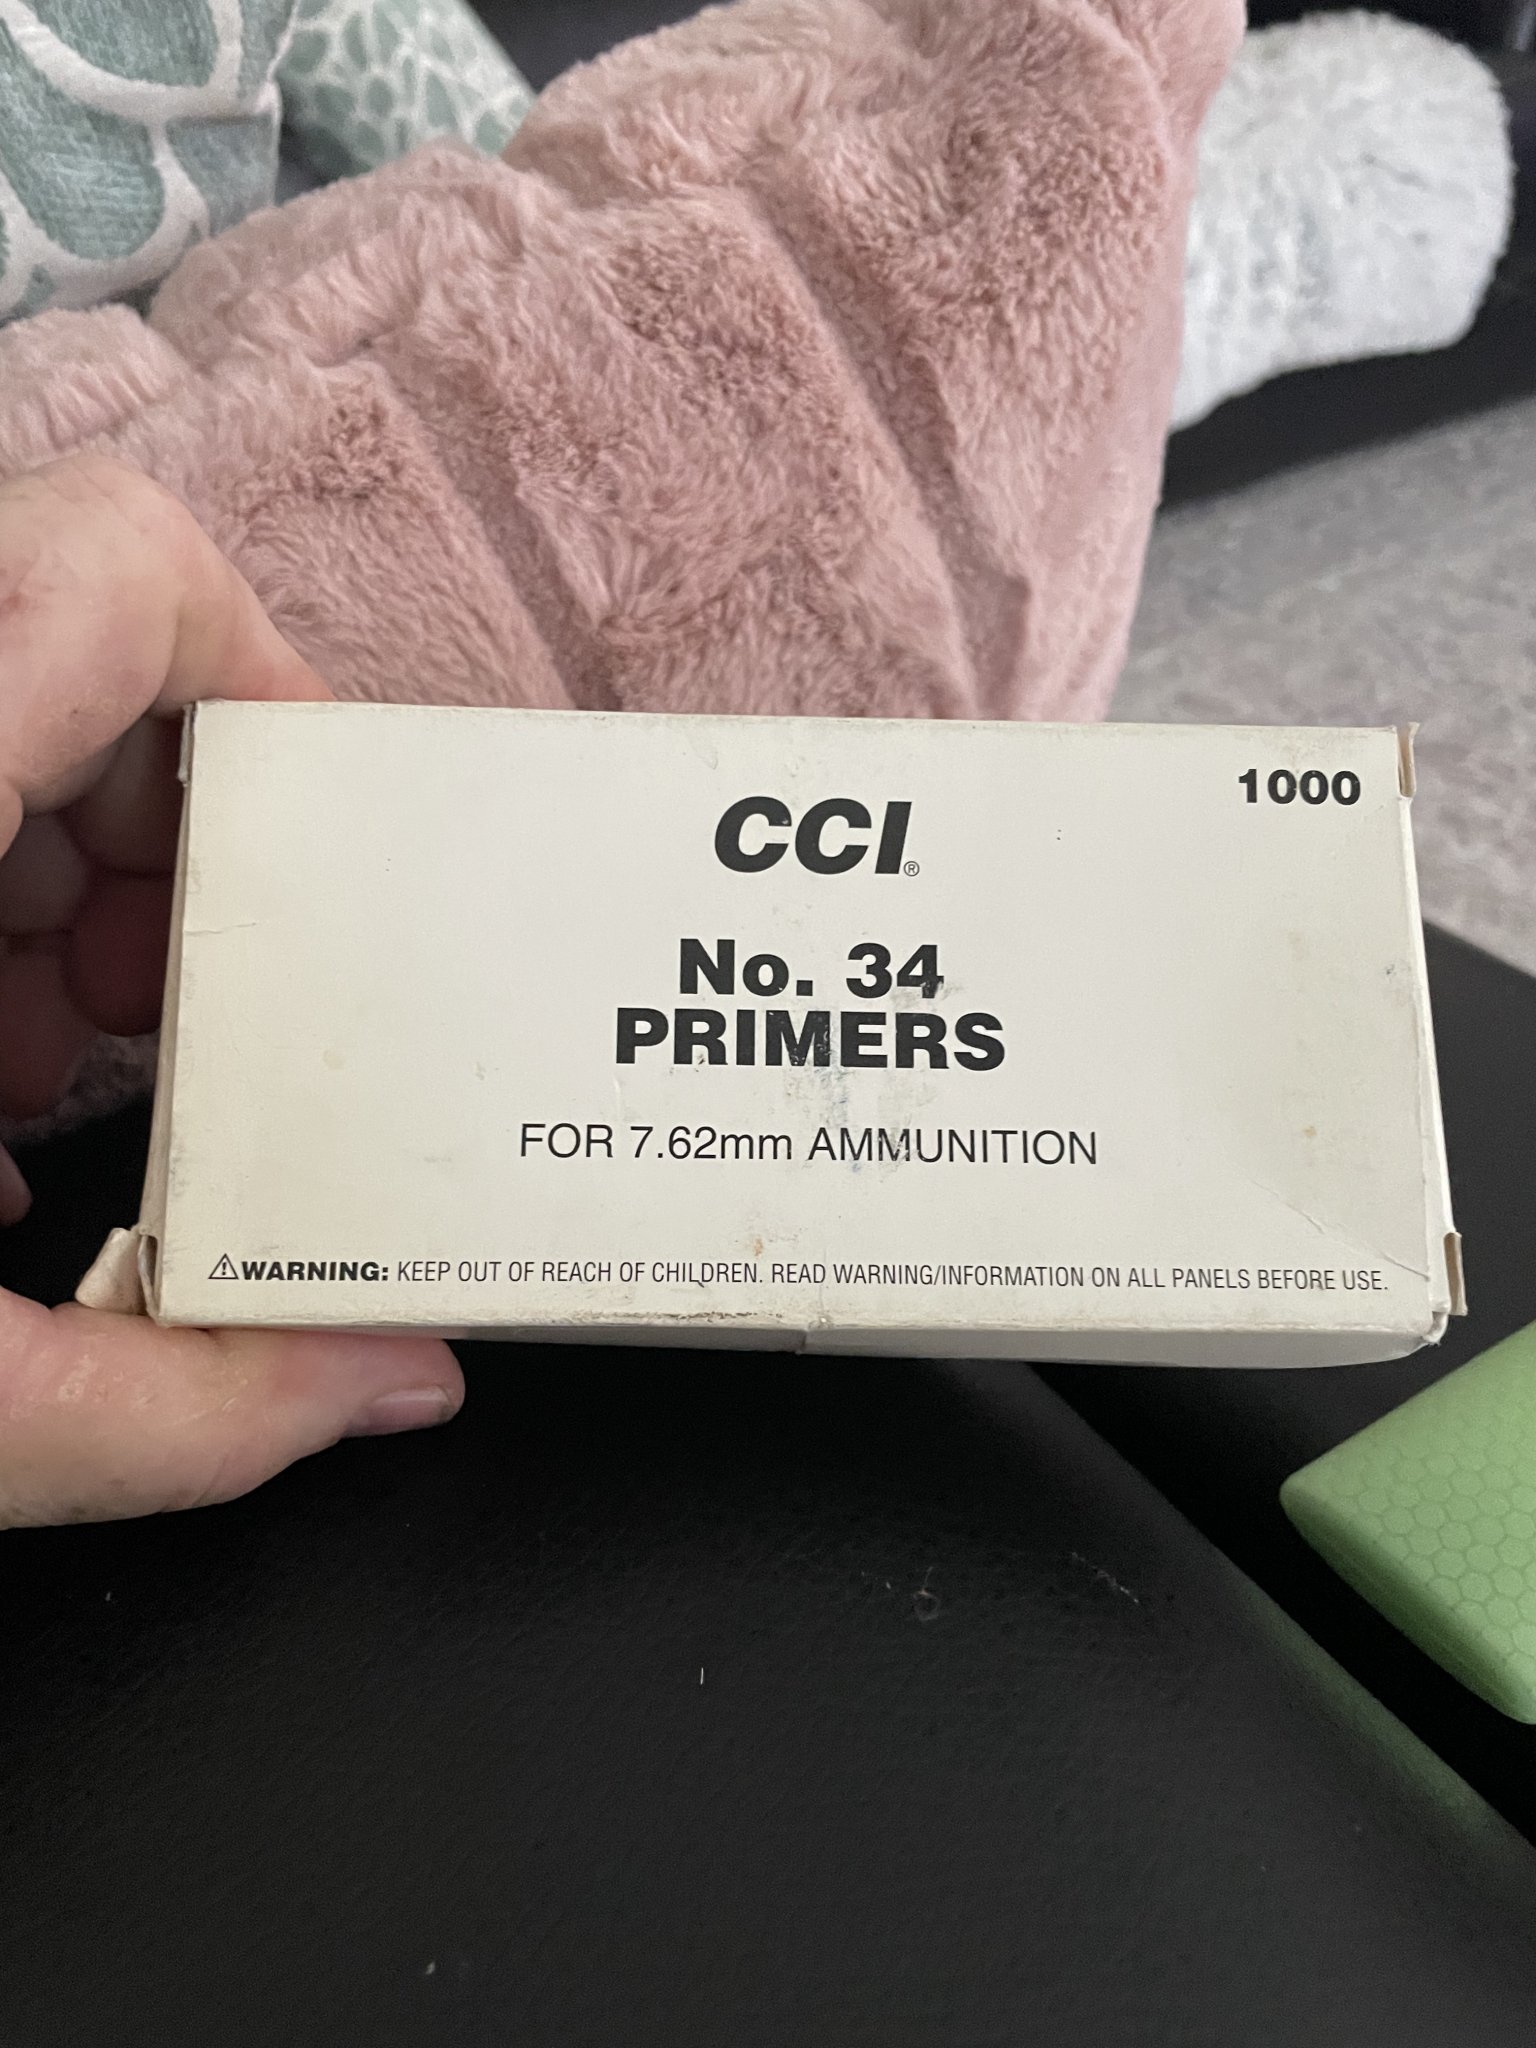 1000
CCI®
No. 34
PRIMERS
FOR 7.62mm AMMUNITION
⚠WARNING: KEEP OUT OF REACH OF CHILDREN. READ WARNING/INFORMATION ON ALL PANELS BEFORE USE.